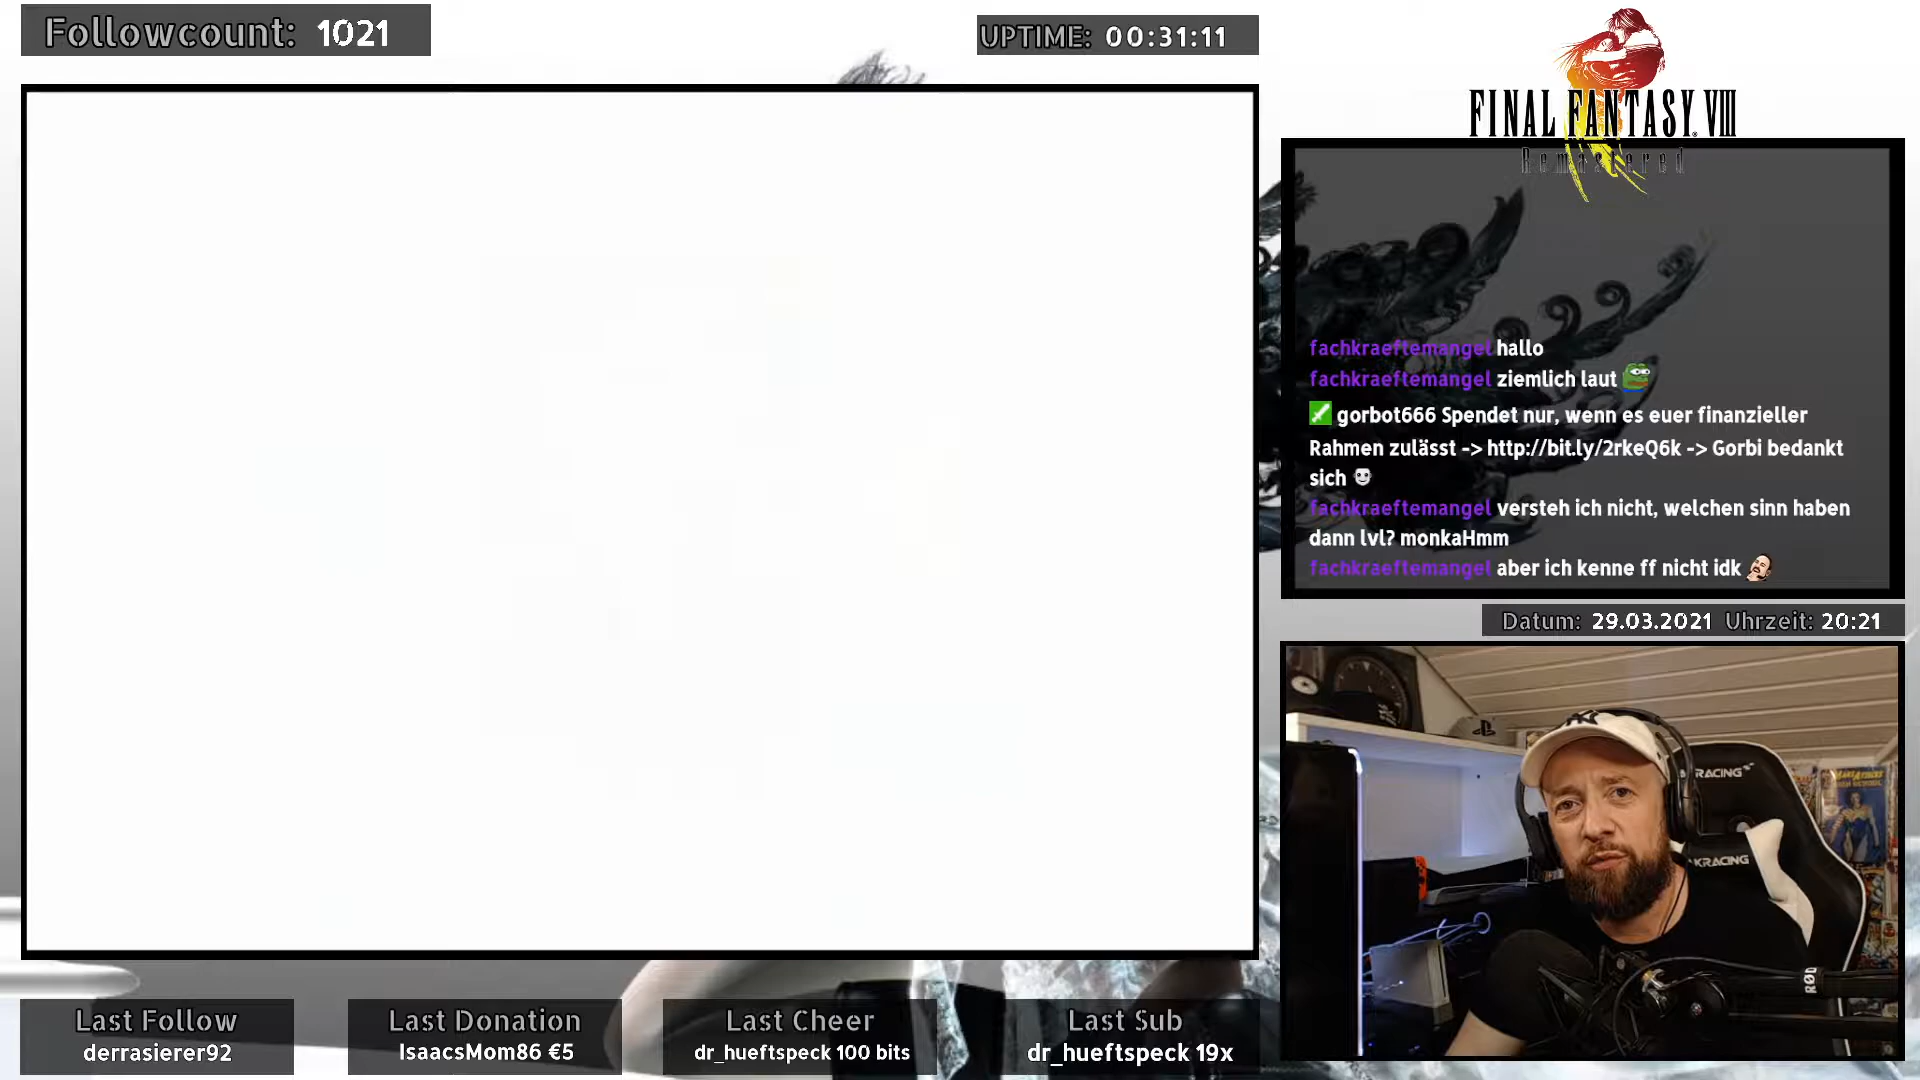 Followcount: 1021
UPTIME: 00:31:11
FINAL FANTASY VIII
Remastered
fachkraeftemangel hallo
fachkraeftemangel ziemlich laut
gorbot666 Spendet nur, wenn es euer finanzieller
Rahmen zulässt -> http://bit.ly/2rkeQ6k -> Gorbi bedankt
sich
fachkraeftemangel versteh ich nicht, welchen sinn haben
dann lvl? monkaHmm
fachkraeftemangel aber ich kenne ff nicht idk
Datum: 29.03.2021 Uhrzeit: 20:21
RACING
KRACING
RØD
Last Follow
derrasierer92
Last Donation
IsaacsMom86 €5
Last Cheer
dr_hueftspeck 100 bits
Last Sub
dr_hueftspeck 19x